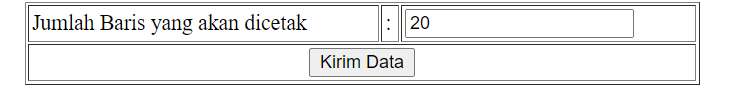 Jumlah Baris yang akan dicetak : 20
Kirim Data